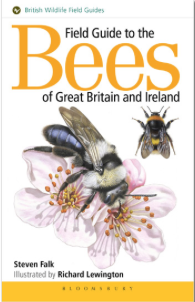 British Wildlife Field Guides
Field Guide to the
Bees
of Great Britain and Ireland
Steven Falk
Illustrated by Richard Lewington
BLOOMSBURY